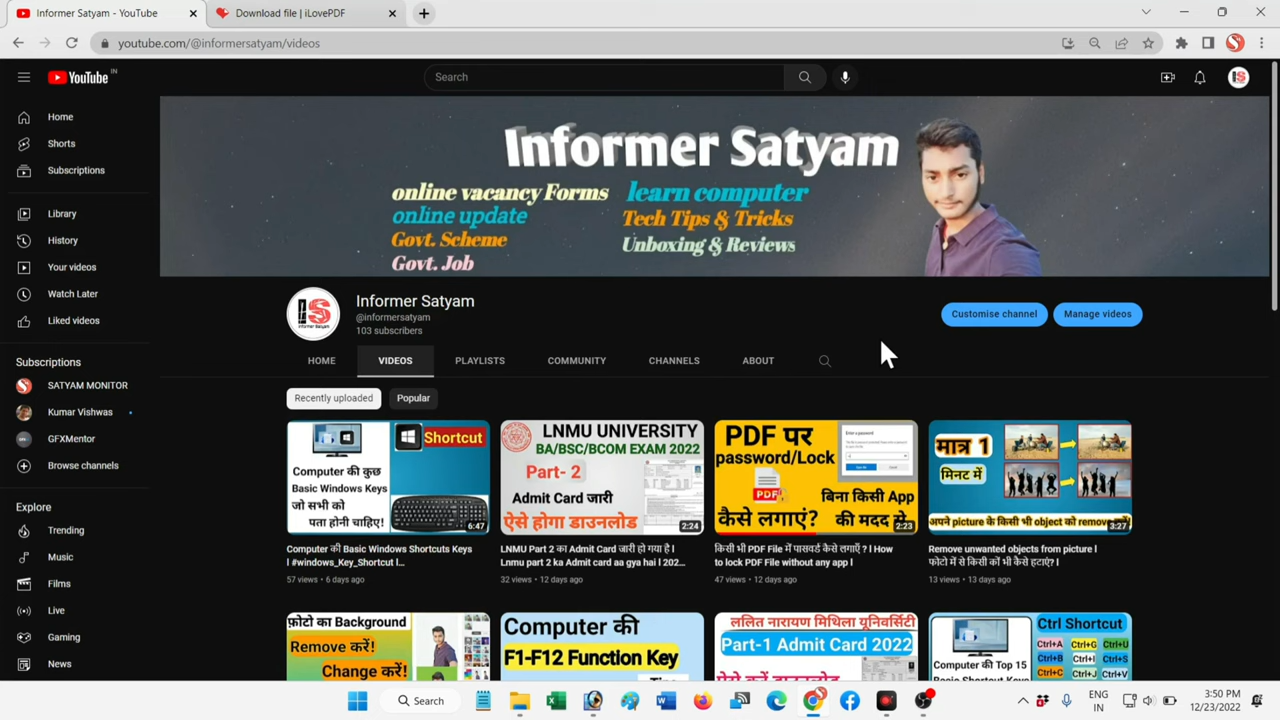 Informer Satyam - YouTube
Download file | iLovePDF
youtube.com/@informersatyam/videos
YouTube IN
Search
Informer Satyam
online vacancy Forms
online update
Govt. Scheme
Govt. Job
learn computer
Tech Tips & Tricks
Unboxing & Reviews
Home
Shorts
Subscriptions
Library
History
Your videos
Watch Later
Liked videos
Subscriptions
SATYAM MONITOR
Kumar Vishwas
GFXMentor
Browse channels
Explore
Trending
Music
Films
Live
Gaming
News
Informer Satyam
@informersatyam
103 subscribers
Customise channel
Manage videos
HOME
VIDEOS
PLAYLISTS
COMMUNITY
CHANNELS
ABOUT
Recently uploaded
Popular
Shortcut
Computer की कुछ
Basic Windows Keys
जो सभी को
पता होनी चाहिए!
6:47
Computer की Basic Windows Shortcuts Keys
l #windows_Key_Shortcut l...
57 views • 6 days ago
LNMU UNIVERSITY
BA/BSC/BCOM EXAM 2022
Part- 2
Admit Card जारी
ऐसे होगा डाउनलोड
2:24
LNMU Part 2 का Admit Card जारी हो गया है l
Lnmu part 2 ka Admit card aa gya hai l 202...
32 views • 12 days ago
PDF पर
password/Lock
Enter a password
PDF
बिना किसी App
कैसे लगाएं?
की मदद से
2:23
किसी भी PDF File में पासवर्ड कैसे लगाएँ ? l How
to lock PDF File without any app l
47 views • 12 days ago
मात्र 1
मिनट में
अपने picture के किसी भी object को remove
3:27
Remove unwanted objects from picture l
फोटो में से किसी को भी कैसे हटाएं? l
13 views • 13 days ago
फ़ोटो का Background
Remove करें!
Change करें!
Computer की
F1-F12 Function Key
ललित नारायण मिथिला यूनिवर्सिटी
Part-1 Admit Card 2022
Computer की Top 15
Ctrl Shortcut
Ctrl+A
Ctrl+G
Ctrl+U
Ctrl+B
Ctrl+I
Ctrl+S
Ctrl+C
Ctrl+J
Ctrl+V
Search
ENG
IN
3:50 PM
12/23/2022